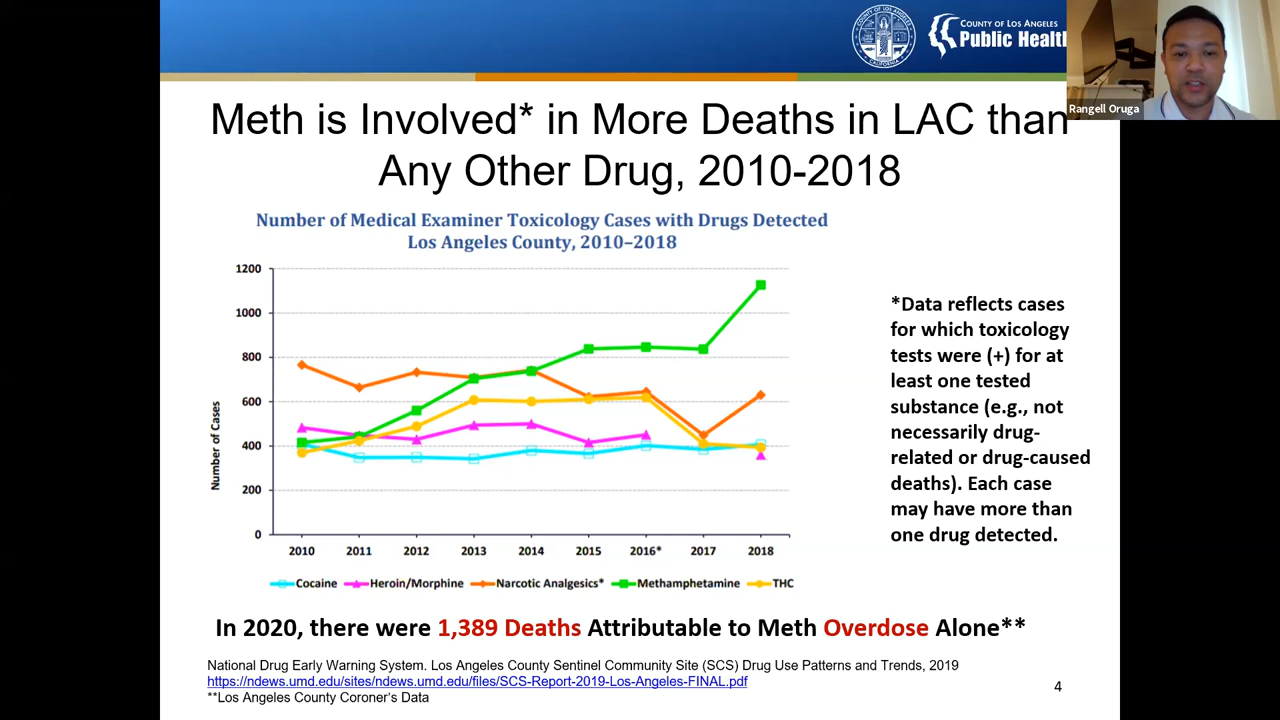 COUNTY OF LOS ANGELES
CALIFORNIA
COUNTY OF LOS ANGELES
Public Health
Rangell Oruga
Meth is Involved* in More Deaths in LAC than
Any Other Drug, 2010-2018
Number of Medical Examiner Toxicology Cases with Drugs Detected
Los Angeles County, 2010–2018
Number of Cases
1200
1000
800
600
400
200
0
2010 2011 2012 2013 2014 2015 2016* 2017 2018
Cocaine Heroin/Morphine Narcotic Analgesics* Methamphetamine THC
*Data reflects cases
for which toxicology
tests were (+) for at
least one tested
substance (e.g., not
necessarily drug-
related or drug-caused
deaths). Each case
may have more than
one drug detected.
In 2020, there were 1,389 Deaths Attributable to Meth Overdose Alone**
National Drug Early Warning System. Los Angeles County Sentinel Community Site (SCS) Drug Use Patterns and Trends, 2019
https://ndews.umd.edu/sites/ndews.umd.edu/files/SCS-Report-2019-Los-Angeles-FINAL.pdf
**Los Angeles County Coroner's Data
4